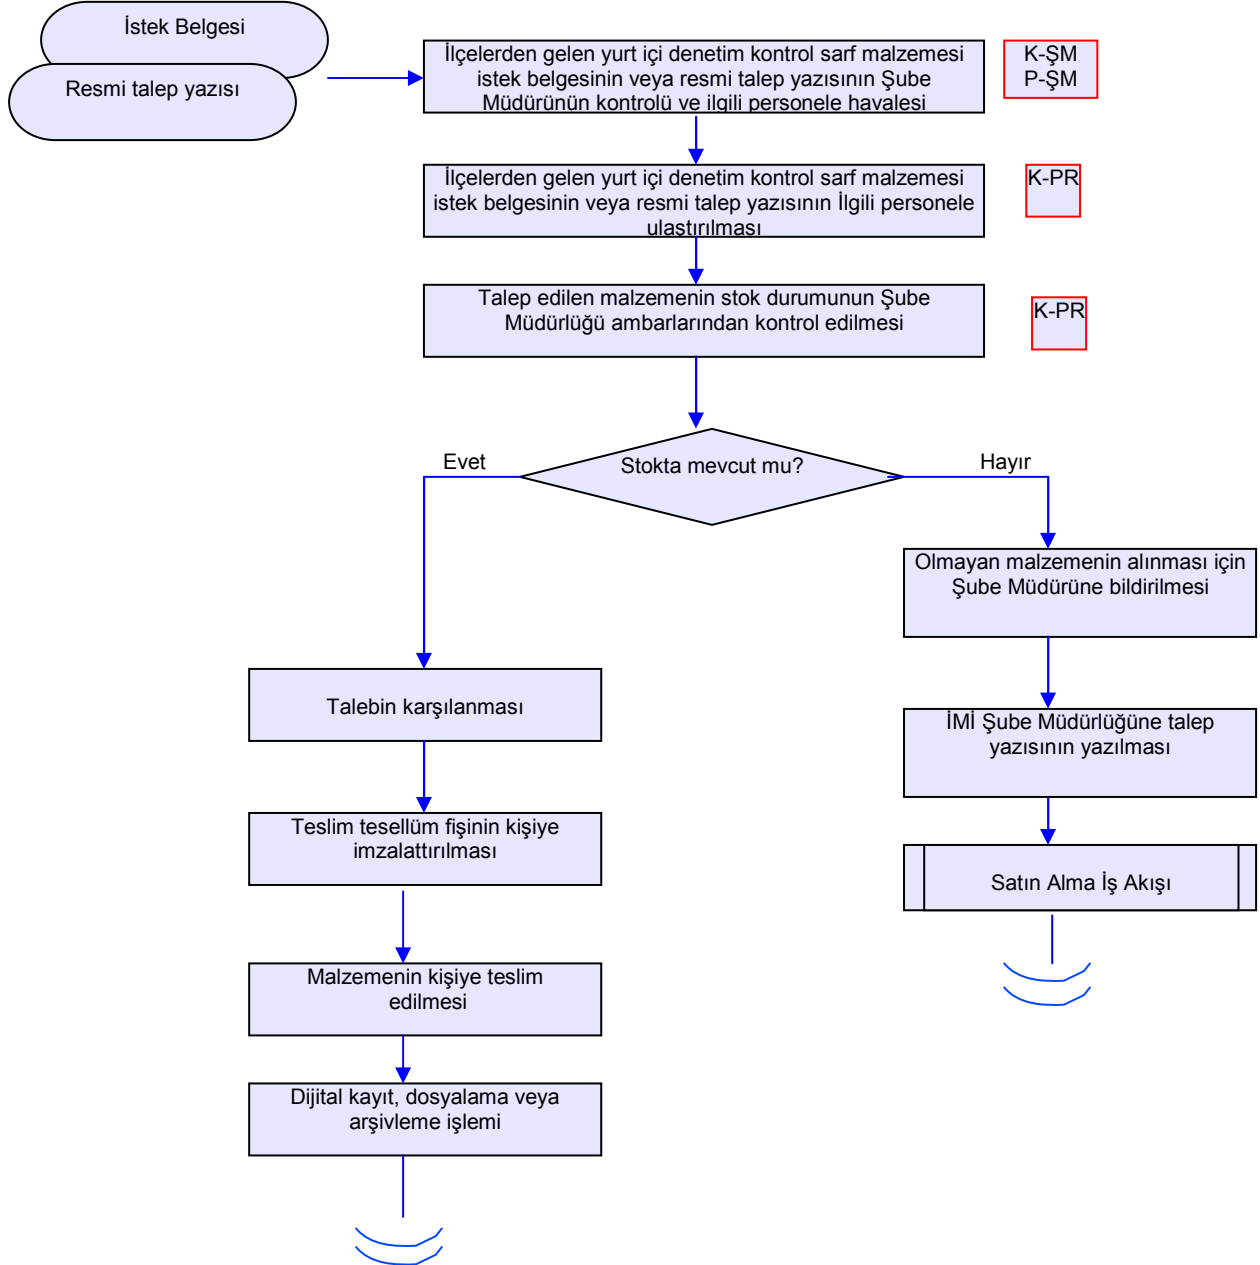 İstek Belgesi
Resmi talep yazısı
İlçelerden gelen yurt içi denetim kontrol sarf malzemesi
istek belgesinin veya resmi talep yazısının Şube
Müdürünün kontrolü ve ilgili personele havalesi
K-ŞM
P-ŞM
İlçelerden gelen yurt içi denetim kontrol sarf malzemesi
istek belgesinin veya resmi talep yazısının İlgili personele
ulaştırılması
K-PR
Talep edilen malzemenin stok durumunun Şube
Müdürlüğü ambarlarından kontrol edilmesi
K-PR
Stokta mevcut mu?
Evet
Hayır
Olmayan malzemenin alınması için
Şube Müdürüne bildirilmesi
Talebin karşılanması
İMİ Şube Müdürlüğüne talep
yazısının yazılması
Teslim tesellüm fişinin kişiye
imzalattırılması
Satın Alma İş Akışı
Malzemenin kişiye teslim
edilmesi
Dijital kayıt, dosyalama veya
arşivleme işlemi